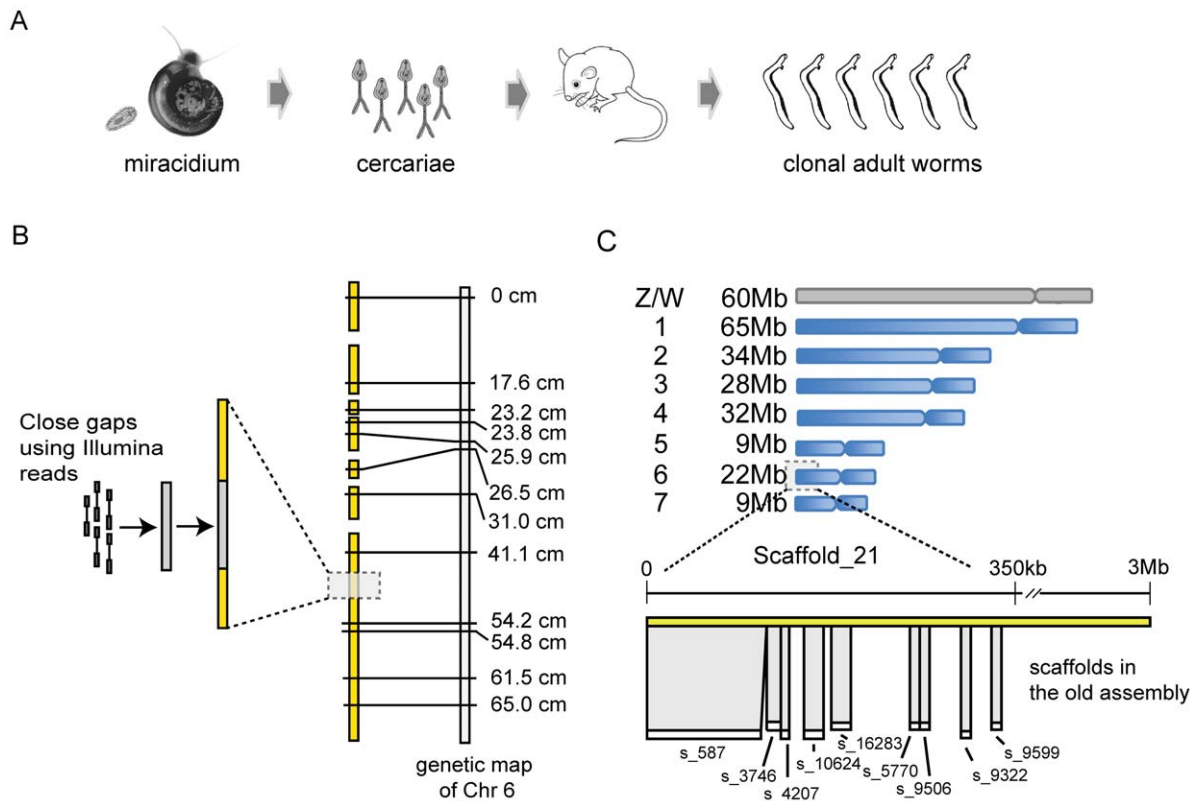 A
miracidium
cercariae
clonal adult worms
B
Close gaps
using Illumina
reads
0 cm
17.6 cm
23.2 cm
23.8 cm
25.9 cm
26.5 cm
31.0 cm
41.1 cm
54.2 cm
54.8 cm
61.5 cm
65.0 cm
genetic map
of Chr 6
C
Z/W 60Mb
1 65Mb
2 34Mb
3 28Mb
4 32Mb
5 9Mb
6 22Mb
7 9Mb
Scaffold_21
0 350kb 3Mb
scaffolds in
the old assembly
s_587
s_3746
s_4207
s_10624
s_16283
s_5770
s_9506
s_9322
s_9599